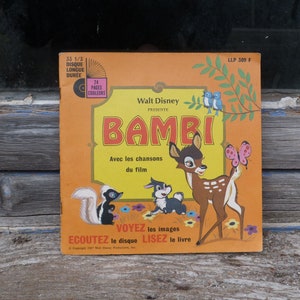 33 1/3
DISQUE
LONGUE
DURÉE
24
PAGES
COULEURS
LLP 309 F
Walt Disney
PRÉSENTE
BAMBI
Avec les chansons
du film
VOYEZ les images
ECOUTEZ le disque LISEZ le livre